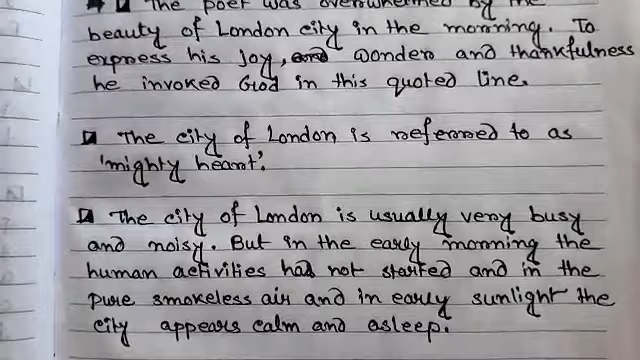 The poet was overwhelmed by the
beauty of London city in the morning. To
express his joy, wonder and thankfulness
he invoked God in this quoted line.
The city of London is referred to as
'mighty heart'.
The city of London is usually very busy
and noisy. But in the early morning the
human activities had not started and in the
pure smokeless air and in early sunlight the
city appears calm and asleep.